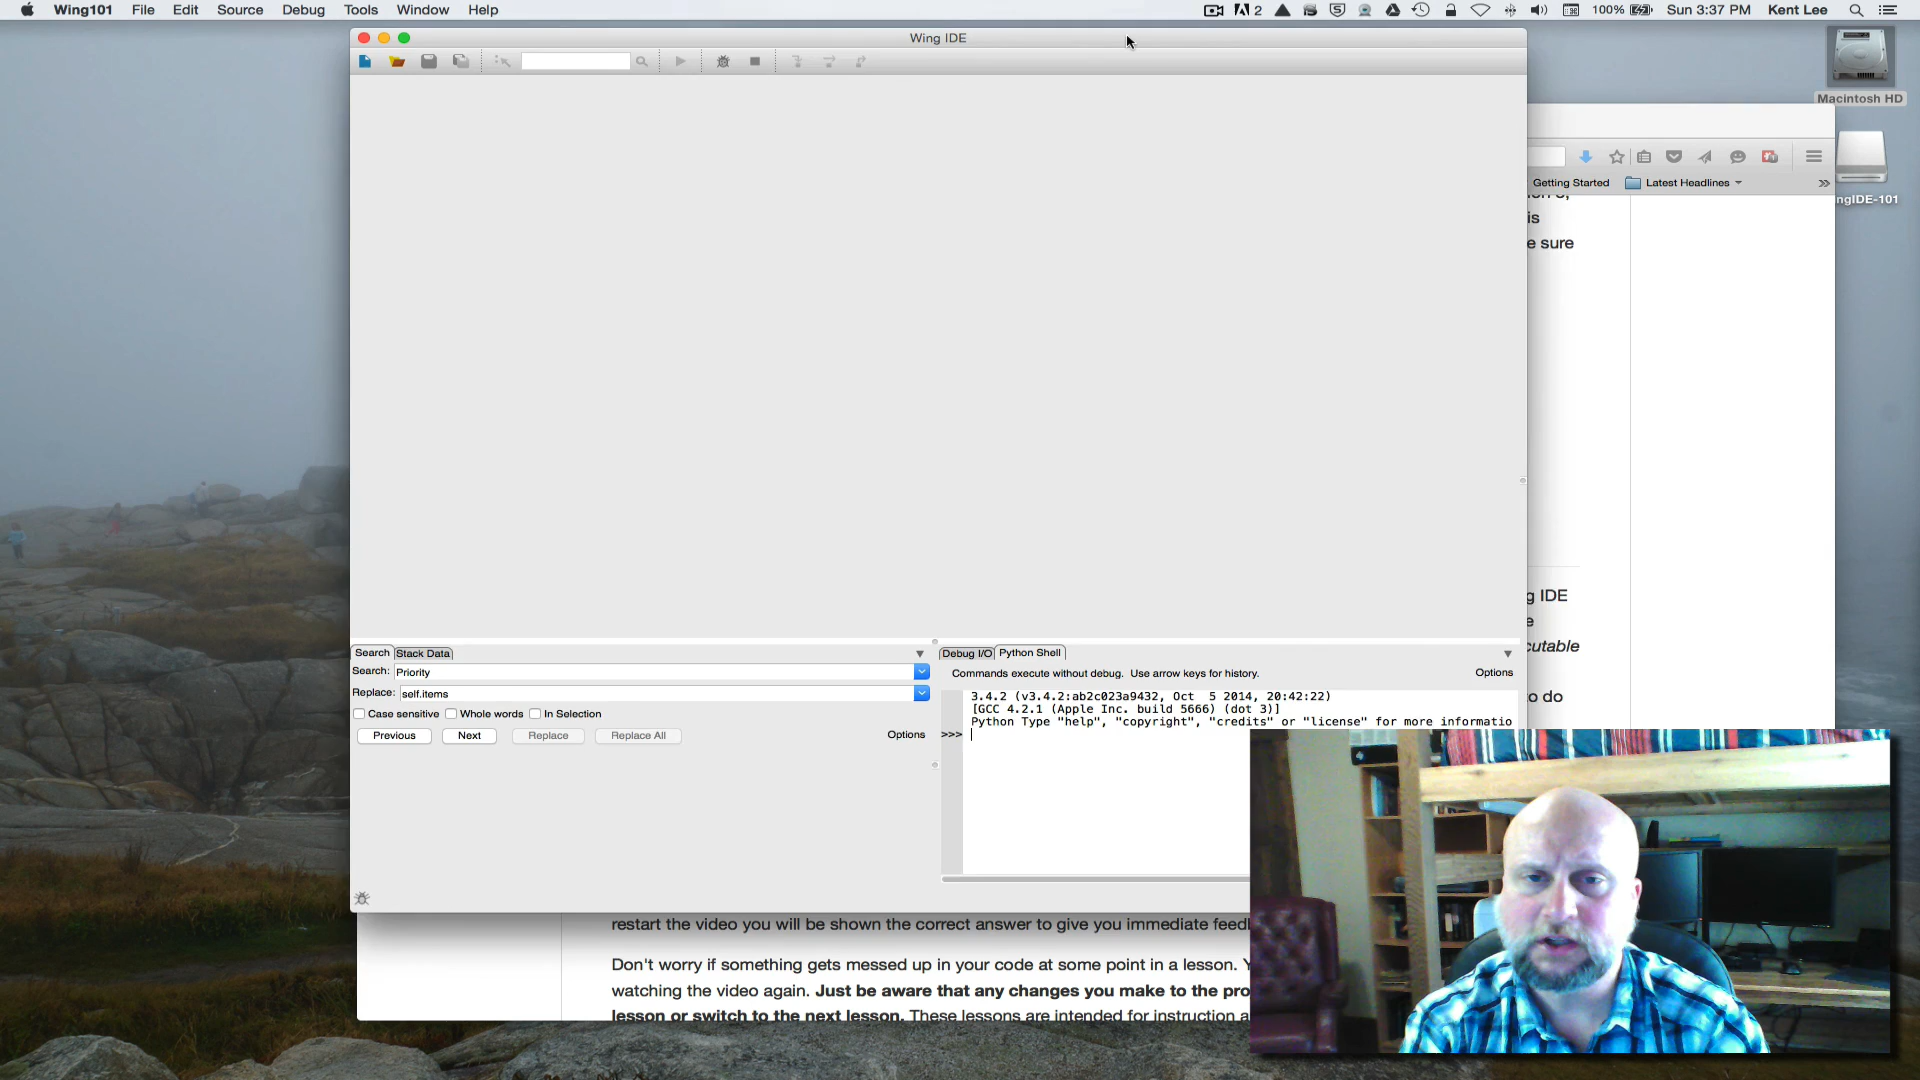 Wing101 File Edit Source Debug Tools Window Help
2 100% Sun 3:37 PM Kent Lee
Wing IDE
Macintosh HD
Getting Started Latest Headlines
ngIDE-101
is
e sure
g IDE
e
cutable
to do
Search Stack Data
Search: Priority
Replace: self.items
Case sensitive Whole words In Selection
Previous Next Replace Replace All Options
Debug I/O Python Shell
Commands execute without debug. Use arrow keys for history. Options
3.4.2 (v3.4.2:ab2c023a9432, Oct 5 2014, 20:42:22)
[GCC 4.2.1 (Apple Inc. build 5666) (dot 3)]
Python Type "help", "copyright", "credits" or "license" for more informatio
>>>
restart the video you will be shown the correct answer to give you immediate feed
Don't worry if something gets messed up in your code at some point in a lesson. Y
watching the video again. Just be aware that any changes you make to the pro
lesson or switch to the next lesson. These lessons are intended for instruction a